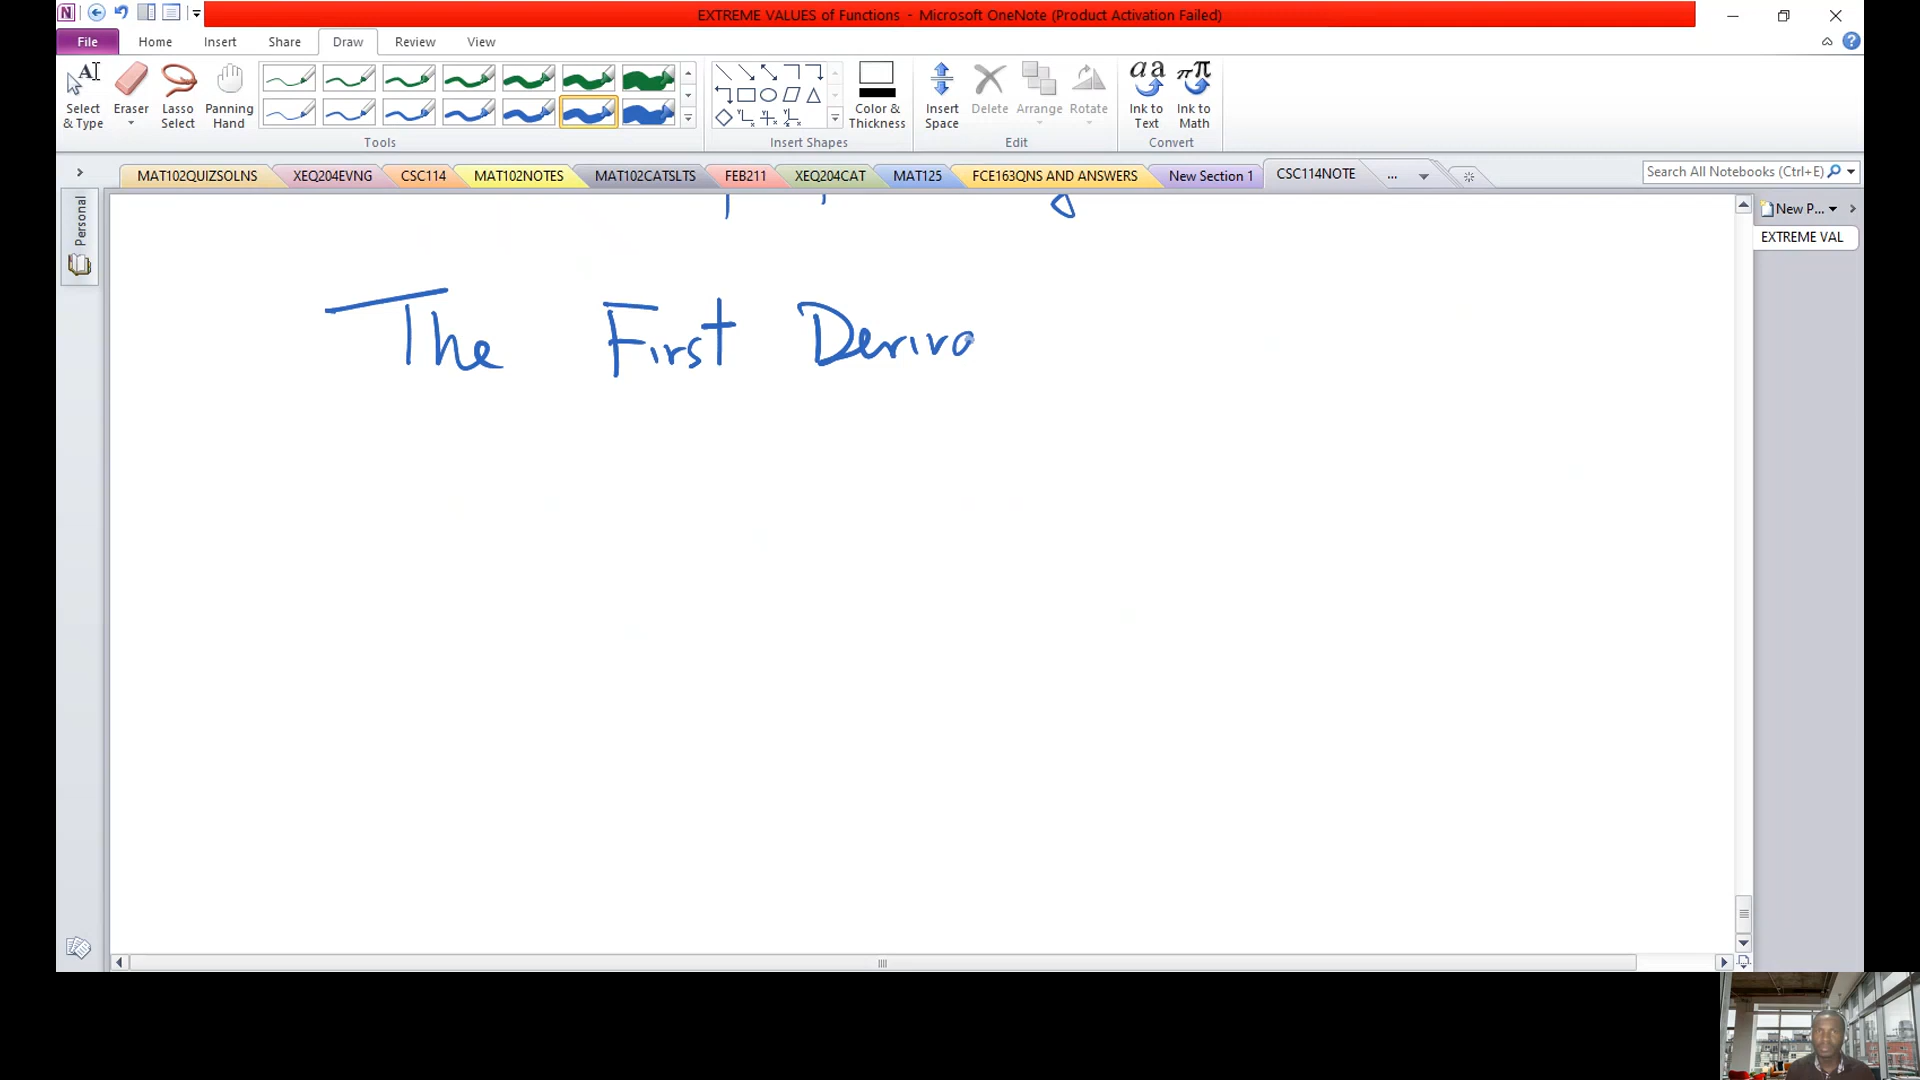 EXTREME VALUES of Functions - Microsoft OneNote (Product Activation Failed)
File Home Insert Share Draw Review View
Select & Type Eraser Lasso Select Panning Hand Color & Thickness Insert Space Delete Arrange Rotate Ink to Text Ink to Math
Tools Insert Shapes Edit Convert
MAT102QUIZSOLNS XEQ204EVNG CSC114 MAT102NOTES MAT102CATSLTS FEB211 XEQ204CAT MAT125 FCE163QNS AND ANSWERS New Section 1 CSC114NOTE ... Search All Notebooks (Ctrl+E)
Personal
New P...
EXTREME VAL
The First Deriva